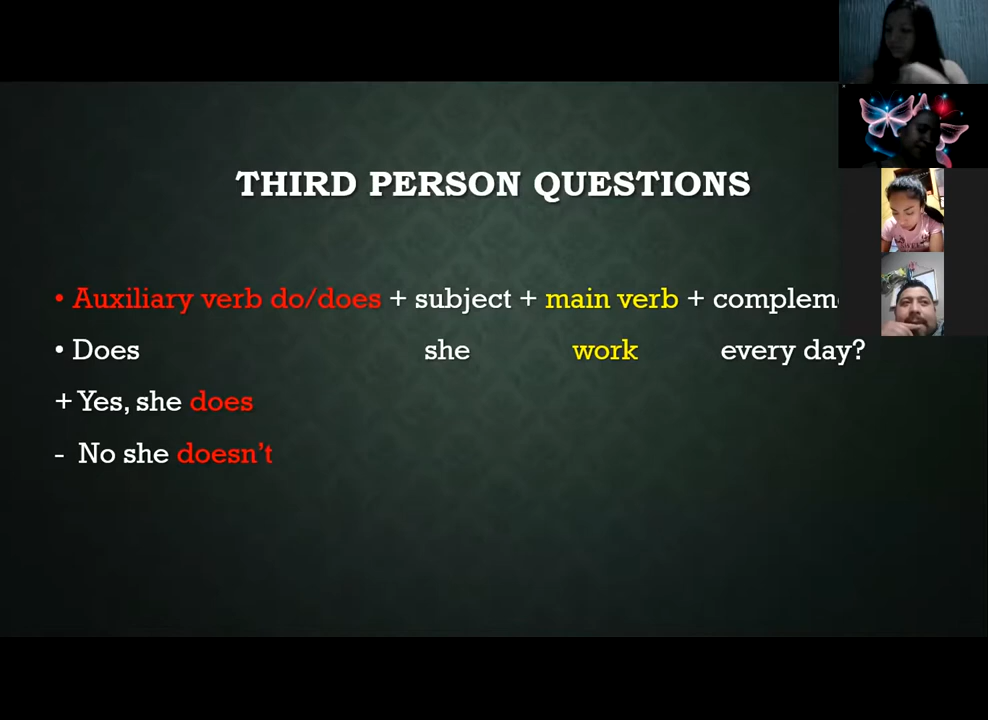 THIRD PERSON QUESTIONS
• Auxiliary verb do/does + subject + main verb + complem
• Does she work every day?
+ Yes, she does
- No she doesn't